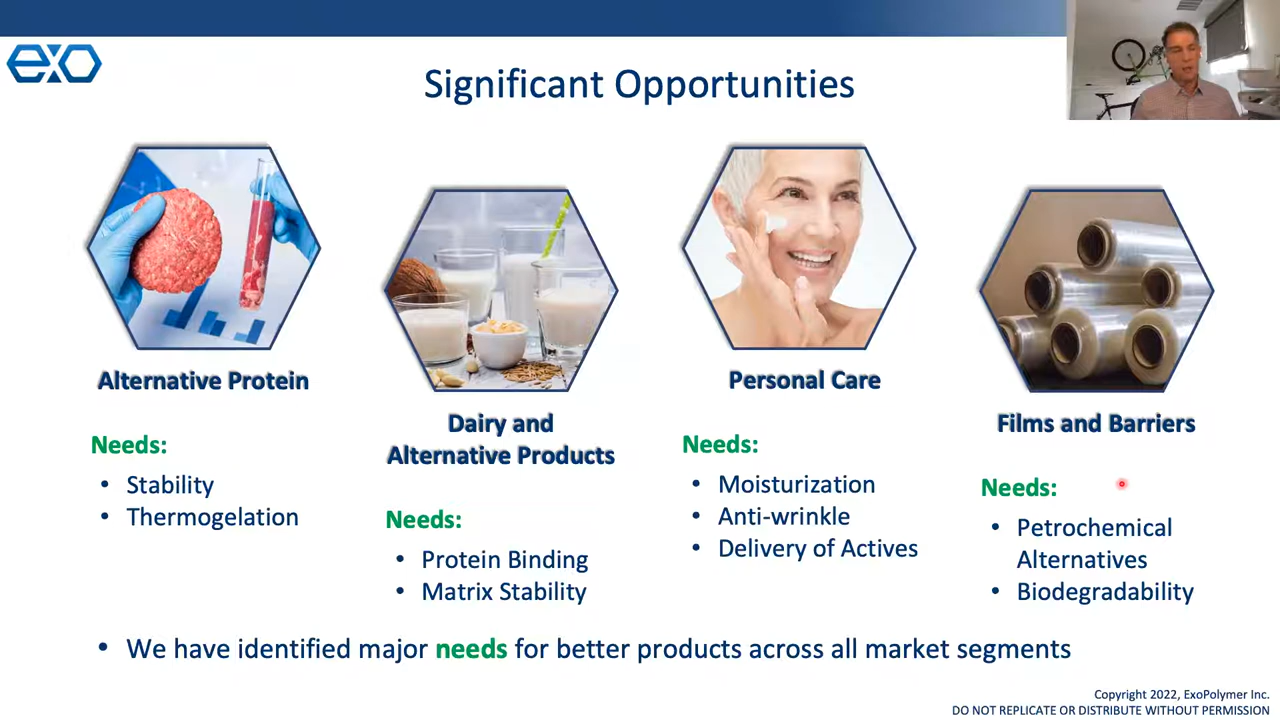 exo
Significant Opportunities
Alternative Protein
Needs:
• Stability
• Thermogelation
Dairy and
Alternative Products
Needs:
• Protein Binding
• Matrix Stability
Personal Care
Needs:
• Moisturization
• Anti-wrinkle
• Delivery of Actives
Films and Barriers
Needs:
• Petrochemical
Alternatives
• Biodegradability
• We have identified major needs for better products across all market segments
Copyright 2022, ExoPolymer Inc.
DO NOT REPLICATE OR DISTRIBUTE WITHOUT PERMISSION